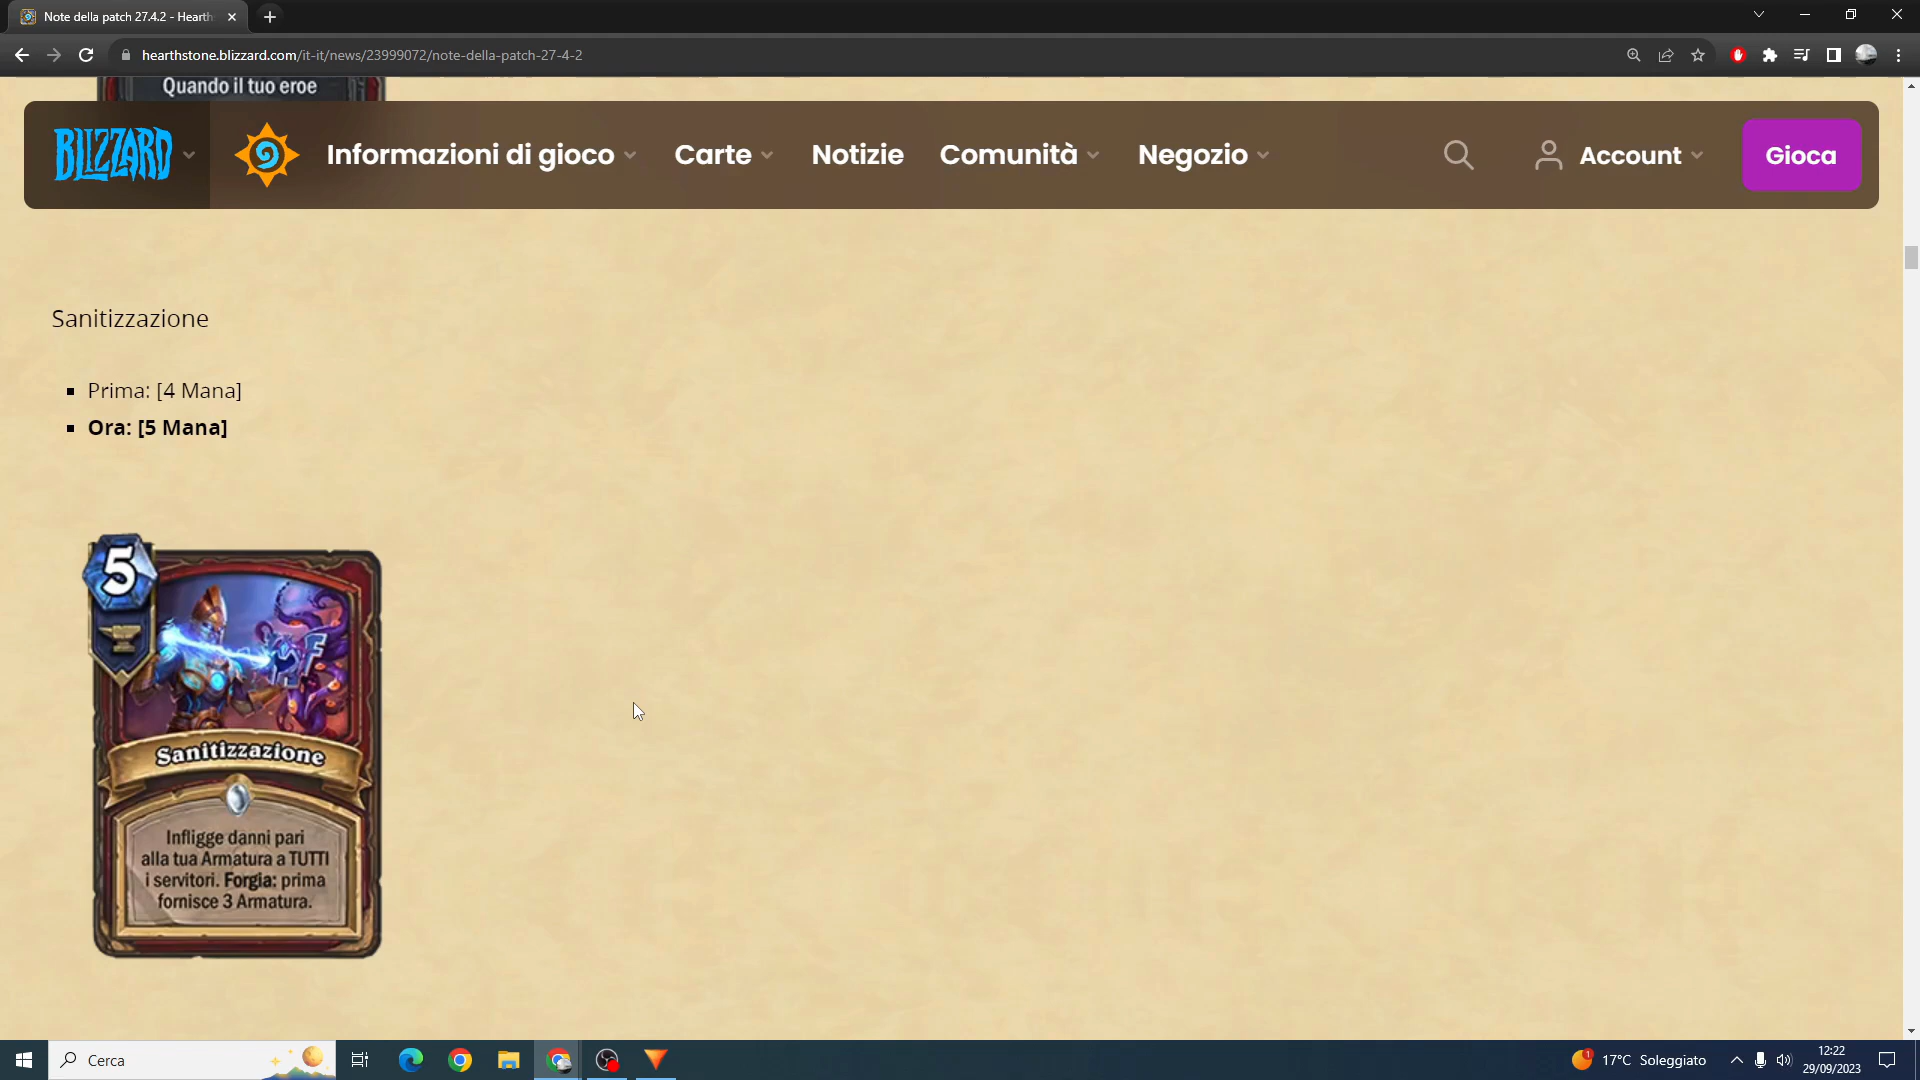 Note della patch 27.4.2 - Hearth
hearthstone.blizzard.com/it-it/news/23999072/note-della-patch-27-4-2
Quando il tuo eroe
BLIZZARD
Informazioni di gioco
Carte
Notizie
Comunità
Negozio
Account
Gioca
Sanitizzazione
Prima: [4 Mana]
Ora: [5 Mana]
5
Sanitizzazione
Infligge danni pari
alla tua Armatura a TUTTI
i servitori. Forgia: prima
fornisce 3 Armatura.
Cerca
1
17°C Soleggiato
12:22
29/09/2023